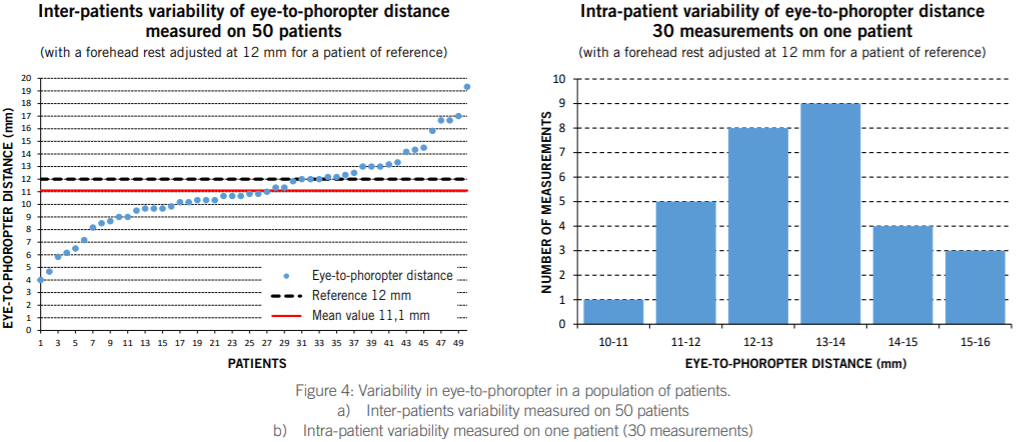 Inter-patients variability of eye-to-phoropter distance
measured on 50 patients
(with a forehead rest adjusted at 12 mm for a patient of reference)
EYE-TO-PHOROPTER DISTANCE (mm)
20
19
18
17
16
15
14
13
12
11
10
9
8
7
6
5
4
3
2
1
0
Eye-to-phoropter distance
Reference 12 mm
Mean value 11,1 mm
1 3 5 7 9 11 13 15 17 19 21 23 25 27 29 31 33 35 37 39 41 43 45 47 49
PATIENTS
Intra-patient variability of eye-to-phoropter distance
30 measurements on one patient
(with a forehead rest adjusted at 12 mm for a patient of reference)
NUMBER OF MEASUREMENTS
10
9
8
7
6
5
4
3
2
1
0
10-11 11-12 12-13 13-14 14-15 15-16
EYE-TO-PHOROPTER DISTANCE (mm)
Figure 4: Variability in eye-to-phoropter in a population of patients.
a) Inter-patients variability measured on 50 patients
b) Intra-patient variability measured on one patient (30 measurements)